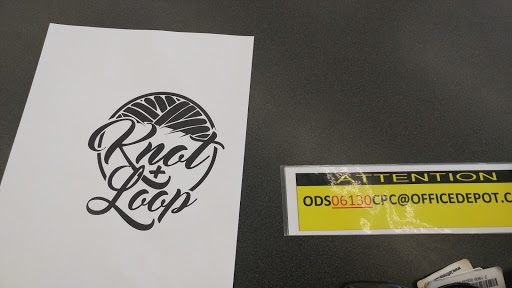 Knot
+
Loop
ATTENTION
ODS06130CPC@OFFICEDEPOT.C